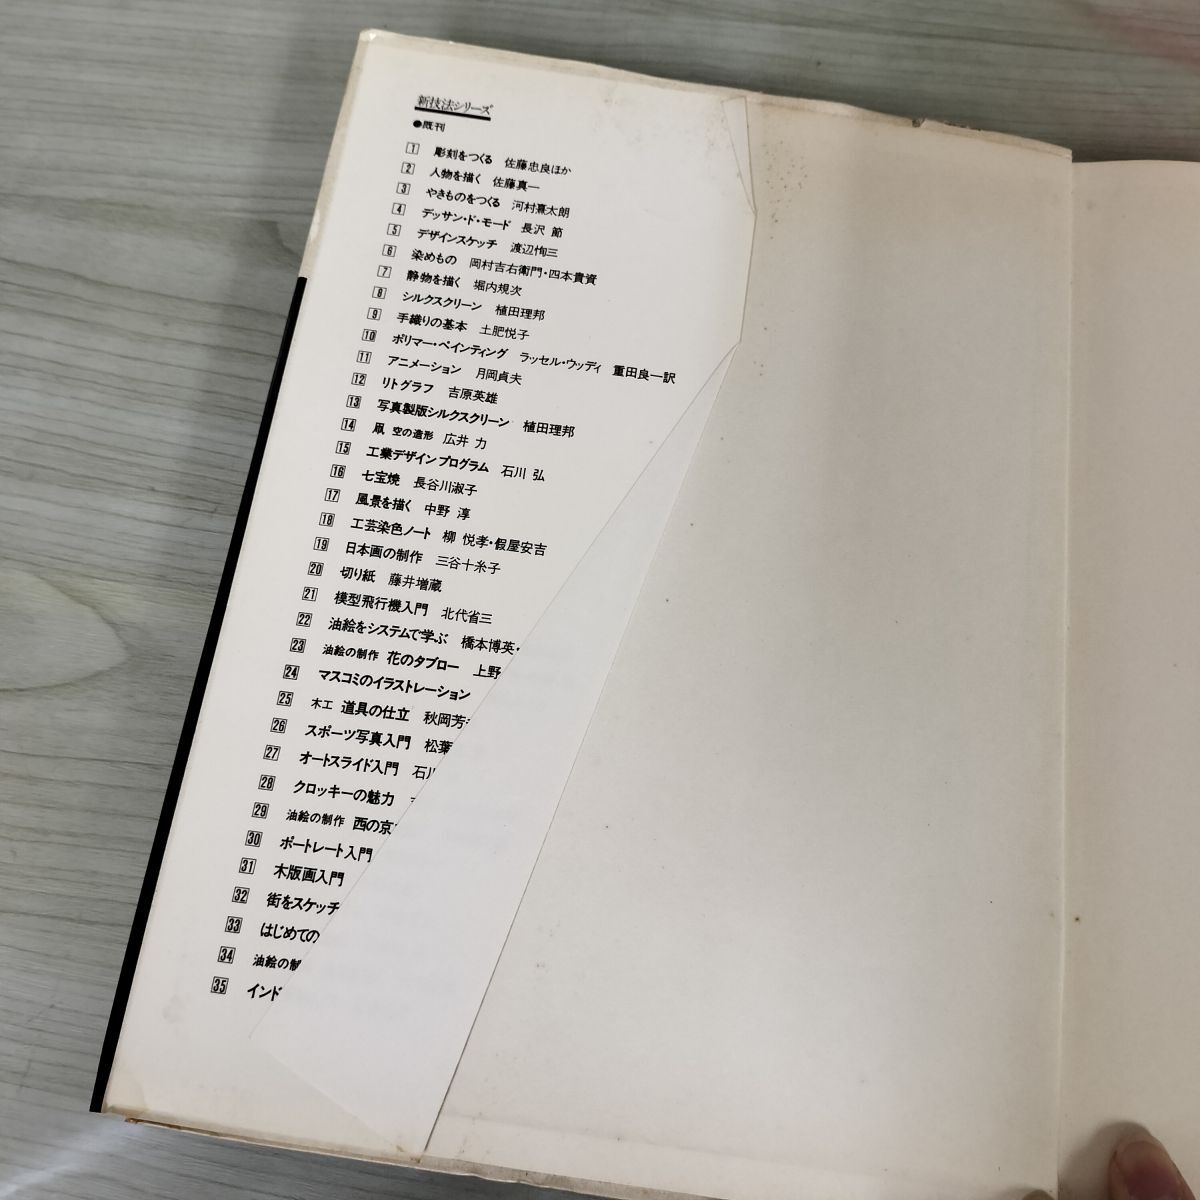 新技法シリーズ
●既刊
1 彫刻をつくる 佐藤忠良ほか
2 人物を描く 佐藤真一
3 やきものをつくる 河村熹太朗
4 デッサン・ド・モード 長沢 節
5 デザインスケッチ 渡辺恂三
6 染めもの 岡村吉右衛門・四本貴資
7 静物を描く 堀内規次
8 シルクスクリーン 植田理邦
9 手織りの基本 土肥悦子
10 ポリマー・ペインティング ラッセル・ウッディ 重田良一訳
11 アニメーション 月岡貞夫
12 リトグラフ 吉原英雄
13 写真製版シルクスクリーン 植田理邦
14 凧 空の造形 広井 力
15 工業デザインプログラム 石川 弘
16 七宝焼 長谷川淑子
17 風景を描く 中野 淳
18 工芸染色ノート 柳 悦孝・假屋安吉
19 日本画の制作 三谷十糸子
20 切り紙 藤井増蔵
21 模型飛行機入門 北代省三
22 油絵をシステムで学ぶ 橋本博英・
23 油絵の制作 花のタブロー 上野
24 マスコミのイラストレーション
25 木工 道具の仕立 秋岡芳
26 スポーツ写真入門 松葉
27 オートスライド入門 石川
28 クロッキーの魅力
29 油絵の制作 西の京
30 ポートレート入門
31 木版画入門
32 街をスケッチ
33 はじめての
34 油絵の制
35 インド